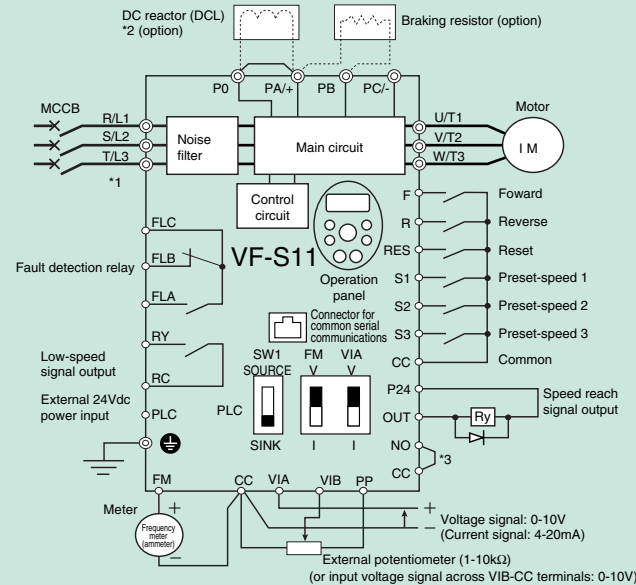 DC reactor (DCL)
*2 (option)
Braking resistor (option)
P0 PA/+ PB PC/-
MCCB
R/L1
S/L2
T/L3
*1
Noise
filter
Main circuit
U/T1
V/T2
W/T3
Motor
I M
Control
circuit
VF-S11
Operation
panel
FLC
FLB
FLA
Fault detection relay
RY
RC
Low-speed
signal output
External 24Vdc
power input
PLC
F Foward
R Reverse
RES Reset
S1 Preset-speed 1
S2 Preset-speed 2
S3 Preset-speed 3
CC Common
Connector for
common serial
communications
SW1 FM VIA
SOURCE V V
PLC
SINK I I
P24
OUT
Ry
Speed reach
signal output
NO
CC
*3
FM CC VIA VIB PP
Meter
+
Frequency
meter
(ammeter)
−
+
−
Voltage signal: 0-10V
(Current signal: 4-20mA)
External potentiometer (1-10kΩ)
(or input voltage signal across VIB-CC terminals: 0-10V)